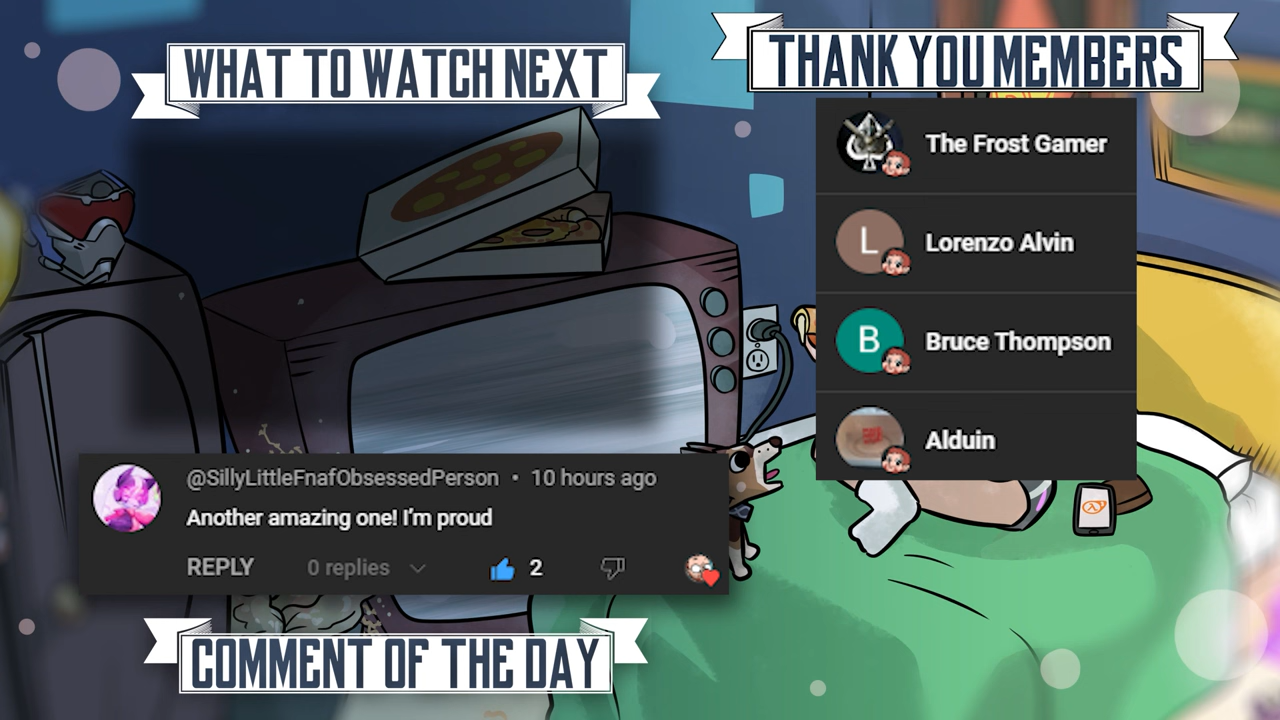 WHAT TO WATCH NEXT
THANK YOU MEMBERS
The Frost Gamer
L
Lorenzo Alvin
B
Bruce Thompson
Alduin
@SillyLittleFnafObsessedPerson • 10 hours ago
Another amazing one! I'm proud
REPLY 0 replies 2
COMMENT OF THE DAY